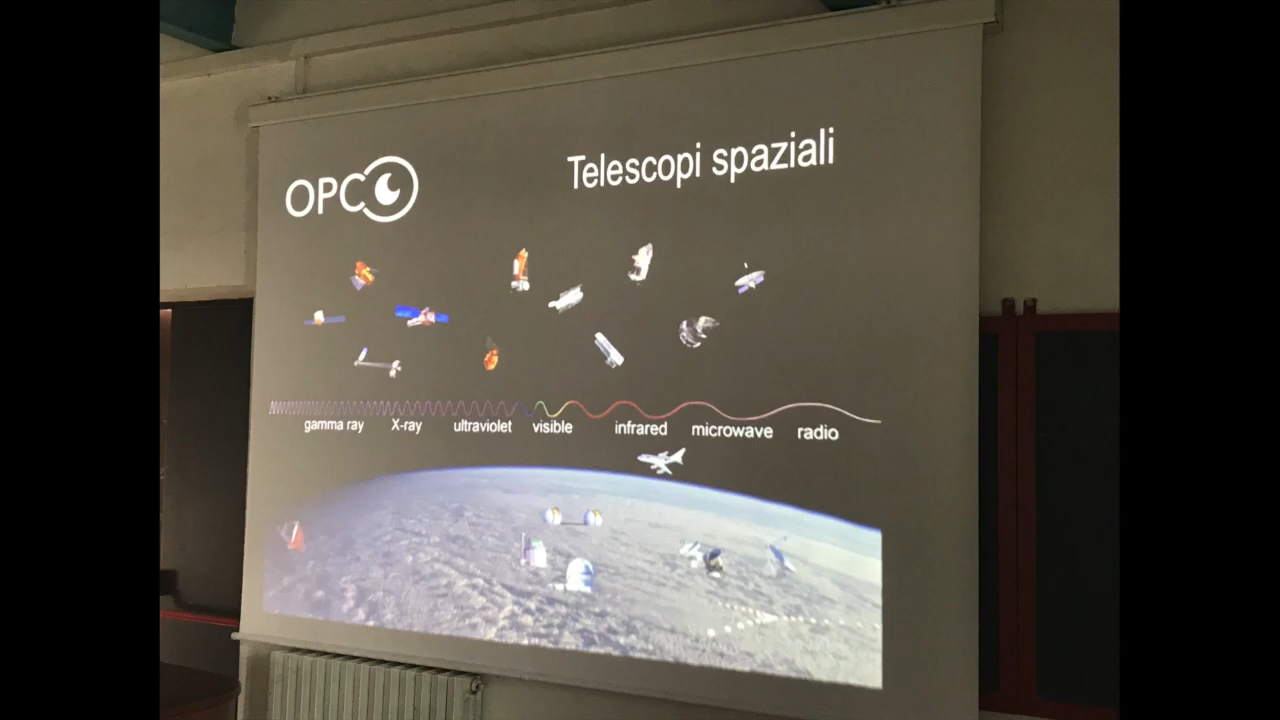 OPC
Telescopi spaziali
gamma ray X-ray ultraviolet visible infrared microwave radio